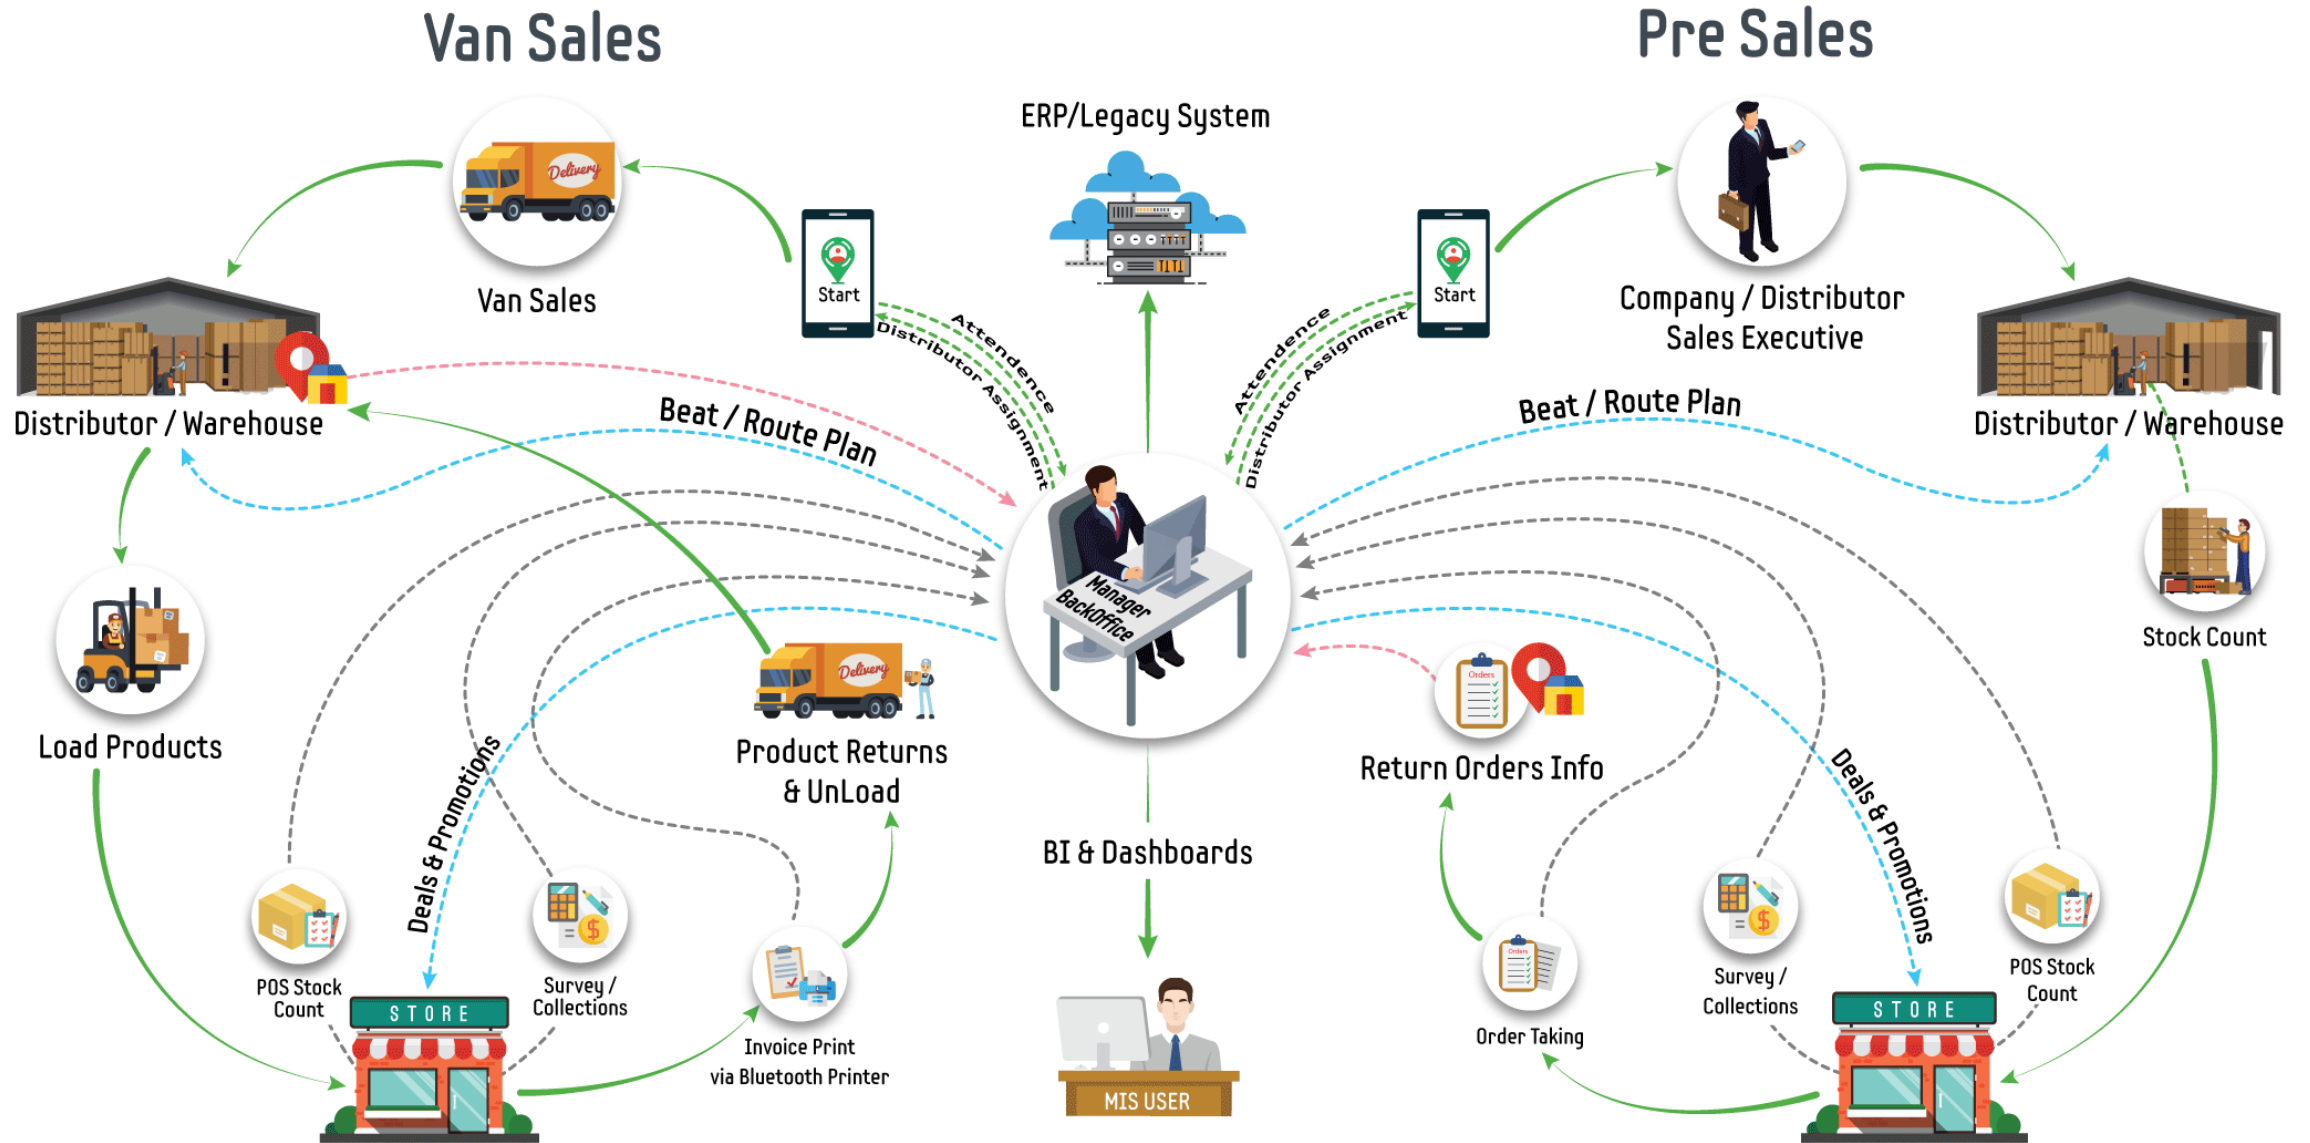 Van Sales
Pre Sales
ERP/Legacy System
Delivery
Van Sales
Start
Attendence
Distributor Assignment
Start
Attendence
Distributor Assignment
Company / Distributor
Sales Executive
Distributor / Warehouse
Beat / Route Plan
Beat / Route Plan
Distributor / Warehouse
Manager
BackOffice
Load Products
Delivery
Product Returns
& UnLoad
Orders
Return Orders Info
Stock Count
Deals & Promotions
Deals & Promotions
BI & Dashboards
POS Stock
Count
Survey /
Collections
Invoice Print
via Bluetooth Printer
STORE
MIS USER
Orders
Order Taking
Survey /
Collections
POS Stock
Count
STORE